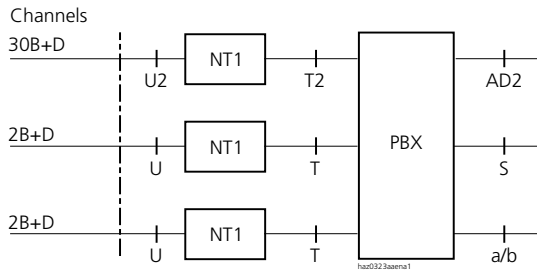 Channels
30B+D
NT1
U2
T2
AD2
2B+D
NT1
PBX
U
T
S
2B+D
NT1
U
T
a/b
haz0323aaena1